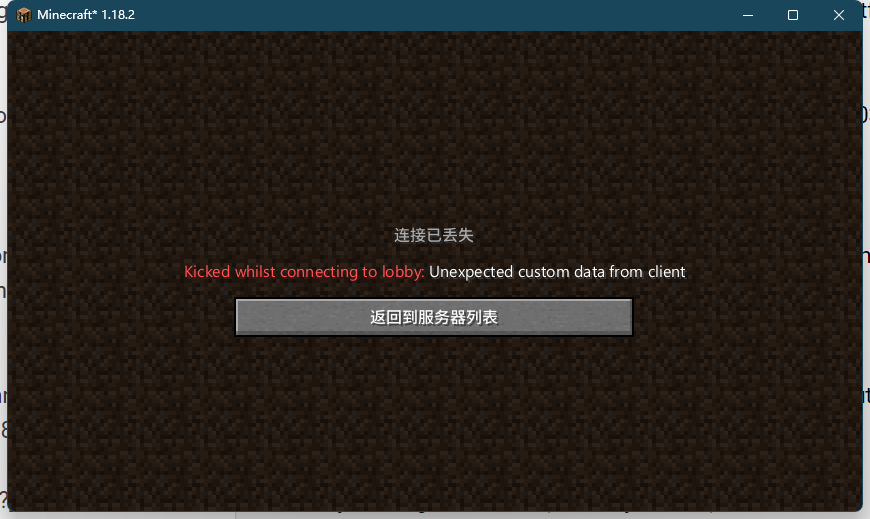 Minecraft* 1.18.2
连接已丢失
Kicked whilst connecting to lobby: Unexpected custom data from client
返回到服务器列表